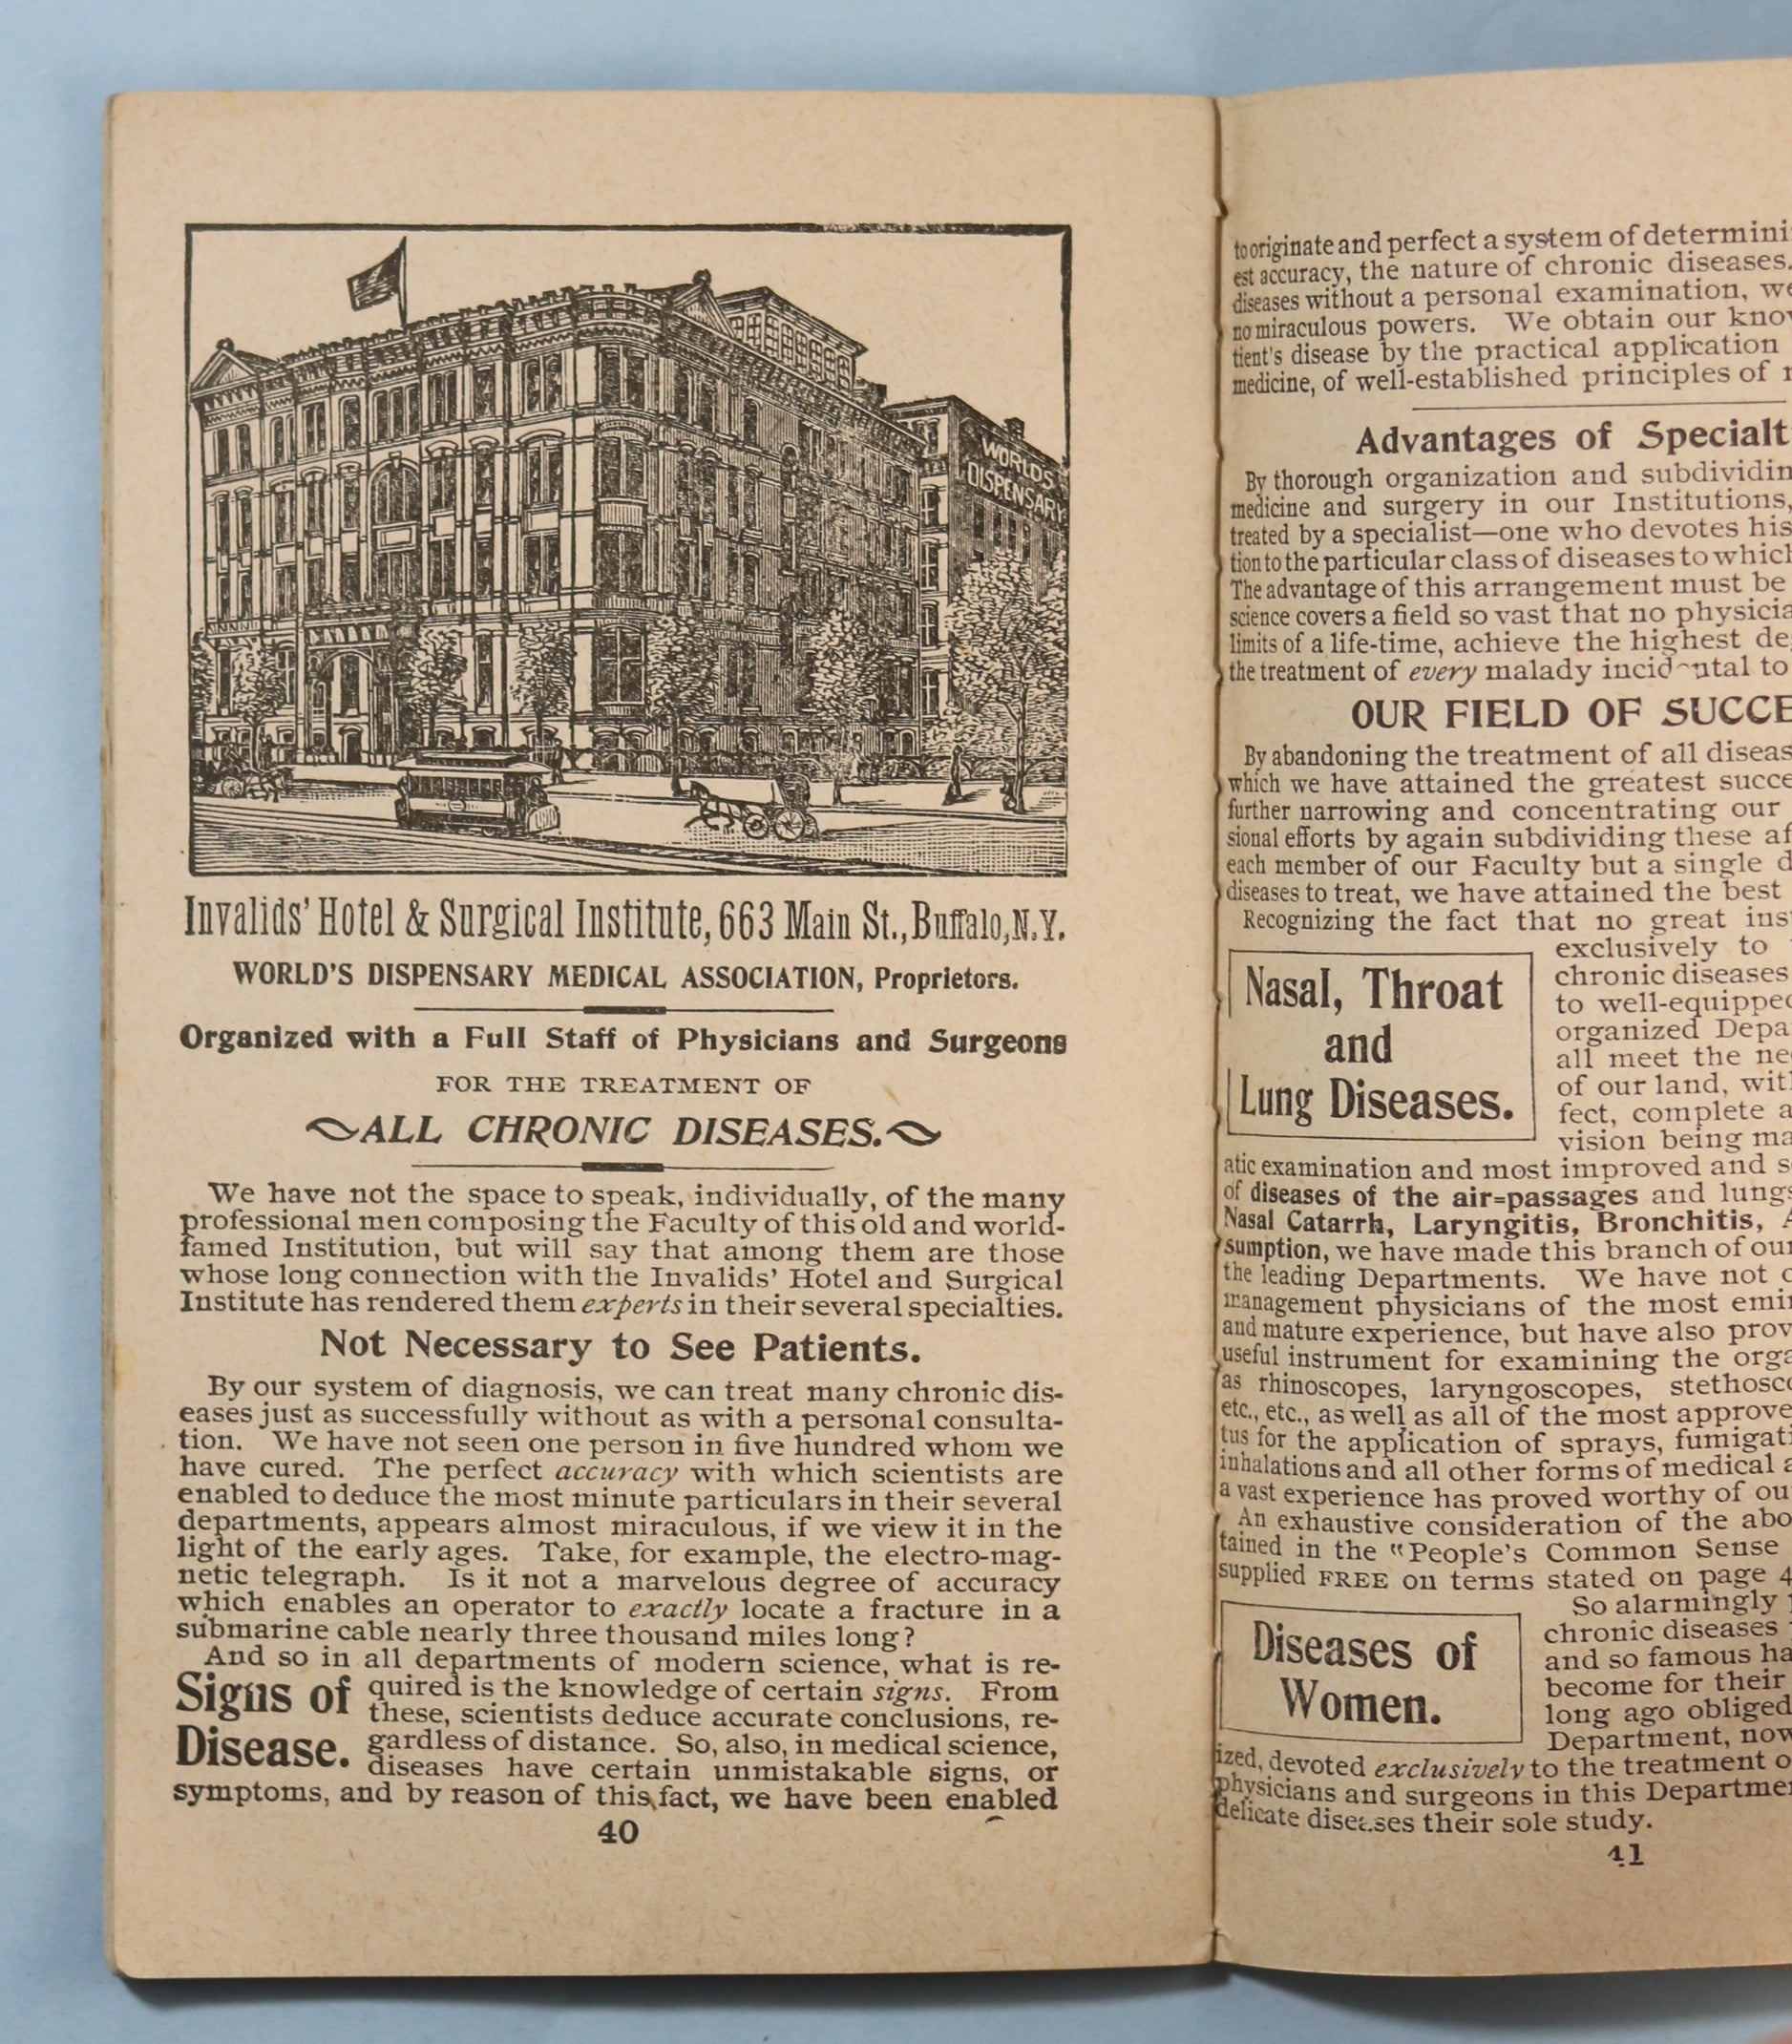 WORLDS
DISPENSARY
Invalids' Hotel & Surgical Institute, 663 Main St., Buffalo, N.Y.
WORLD'S DISPENSARY MEDICAL ASSOCIATION, Proprietors.
Organized with a Full Staff of Physicians and Surgeons
FOR THE TREATMENT OF
ALL CHRONIC DISEASES.
We have not the space to speak, individually, of the many
professional men composing the Faculty of this old and world-
famed Institution, but will say that among them are those
whose long connection with the Invalids' Hotel and Surgical
Institute has rendered them experts in their several specialties.
Not Necessary to See Patients.
By our system of diagnosis, we can treat many chronic dis-
eases just as successfully without as with a personal consulta-
tion. We have not seen one person in five hundred whom we
have cured. The perfect accuracy with which scientists are
enabled to deduce the most minute particulars in their several
departments, appears almost miraculous, if we view it in the
light of the early ages. Take, for example, the electro-mag-
netic telegraph. Is it not a marvelous degree of accuracy
which enables an operator to exactly locate a fracture in a
submarine cable nearly three thousand miles long?
And so in all departments of modern science, what is re-
Signs of
Disease.
quired is the knowledge of certain signs. From
these, scientists deduce accurate conclusions, re-
gardless of distance. So, also, in medical science,
diseases have certain unmistakable signs, or
symptoms, and by reason of this fact, we have been enabled
40
to originate and perfect a system of determini
est accuracy, the nature of chronic diseases.
diseases without a personal examination, we
no miraculous powers. We obtain our know
tient's disease by the practical application
medicine, of well-established principles of
Advantages of Specialt
By thorough organization and subdividin
medicine and surgery in our Institutions,
treated by a specialist—one who devotes his
tion to the particular class of diseases to which
The advantage of this arrangement must be
science covers a field so vast that no physicia
limits of a life-time, achieve the highest de
the treatment of every malady incidental to
OUR FIELD OF SUCCE
By abandoning the treatment of all diseas
which we have attained the greatest succe
further narrowing and concentrating our
sional efforts by again subdividing these af
each member of our Faculty but a single d
diseases to treat, we have attained the best
Recognizing the fact that no great ins
Nasal, Throat
and
Lung Diseases.
exclusively to
chronic diseases
to well-equipped
organized Depa
all meet the ne
of our land, with
fect, complete a
vision being ma
atic examination and most improved and s
of diseases of the air-passages and lungs
Nasal Catarrh, Laryngitis, Bronchitis, A
sumption, we have made this branch of our
the leading Departments. We have not o
management physicians of the most emin
and mature experience, but have also prov
useful instrument for examining the orga
as rhinoscopes, laryngoscopes, stethosco
etc., etc., as well as all of the most approve
tus for the application of sprays, fumigati
inhalations and all other forms of medical a
a vast experience has proved worthy of ou
An exhaustive consideration of the abo
tained in the "People's Common Sense
supplied FREE on terms stated on page 4
Diseases of
Women.
So alarmingly
chronic diseases
and so famous ha
become for their
long ago obliged
Department, now
ized, devoted exclusively to the treatment o
physicians and surgeons in this Departmen
delicate diseases their sole study.
41